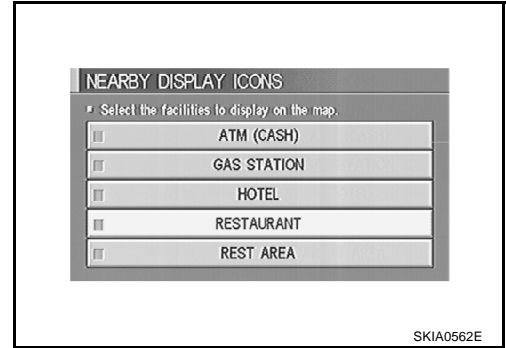 NEARBY DISPLAY ICONS
Select the facilities to display on the map.
ATM (CASH)
GAS STATION
HOTEL
RESTAURANT
REST AREA
SKIA0562E